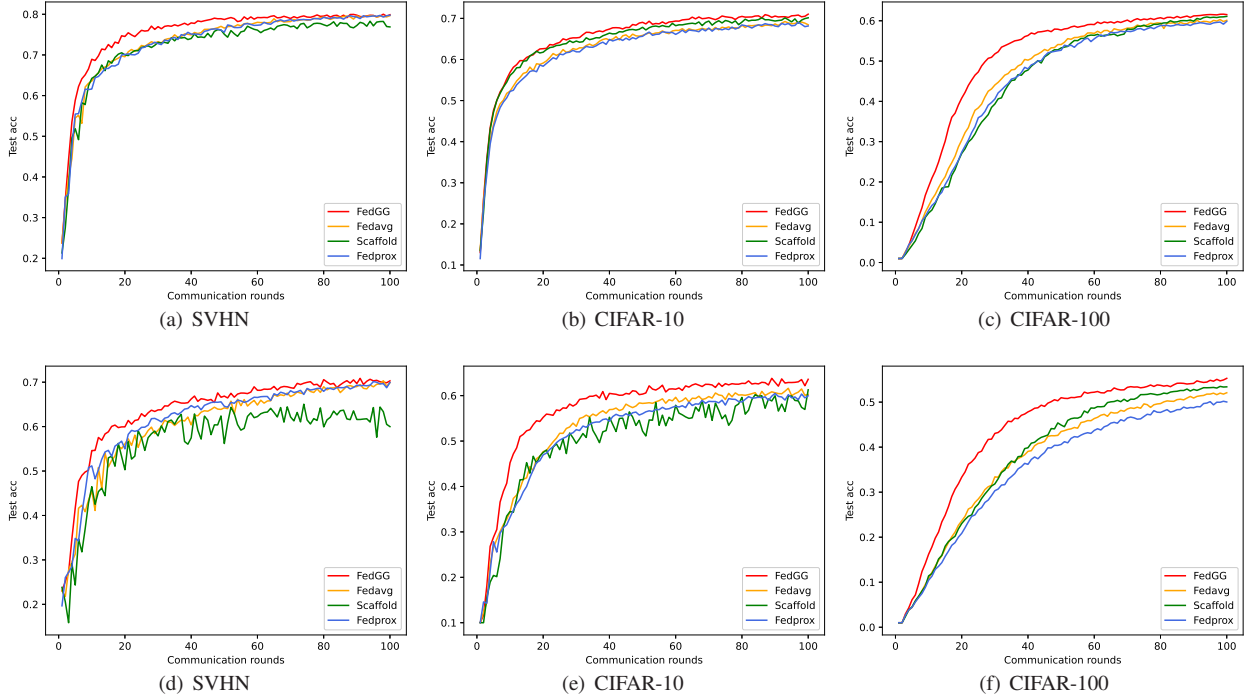 0.8
0.7
0.6
0.5
0.4
0.3
0.2
Test acc
0 20 40 60 80 100
Communication rounds
FedGG
Fedavg
Scaffold
Fedprox
(a) SVHN
0.7
0.6
0.5
0.4
0.3
0.2
0.1
Test acc
0 20 40 60 80 100
Communication rounds
FedGG
Fedavg
Scaffold
Fedprox
(b) CIFAR-10
0.6
0.5
0.4
0.3
0.2
0.1
0.0
Test acc
0 20 40 60 80 100
Communication rounds
FedGG
Fedavg
Scaffold
Fedprox
(c) CIFAR-100
0.7
0.6
0.5
0.4
0.3
0.2
Test acc
0 20 40 60 80 100
Communication rounds
FedGG
Fedavg
Scaffold
Fedprox
(d) SVHN
0.6
0.5
0.4
0.3
0.2
0.1
Test acc
0 20 40 60 80 100
Communication rounds
FedGG
Fedavg
Scaffold
Fedprox
(e) CIFAR-10
0.5
0.4
0.3
0.2
0.1
0.0
Test acc
0 20 40 60 80 100
Communication rounds
FedGG
Fedavg
Scaffold
Fedprox
(f) CIFAR-100